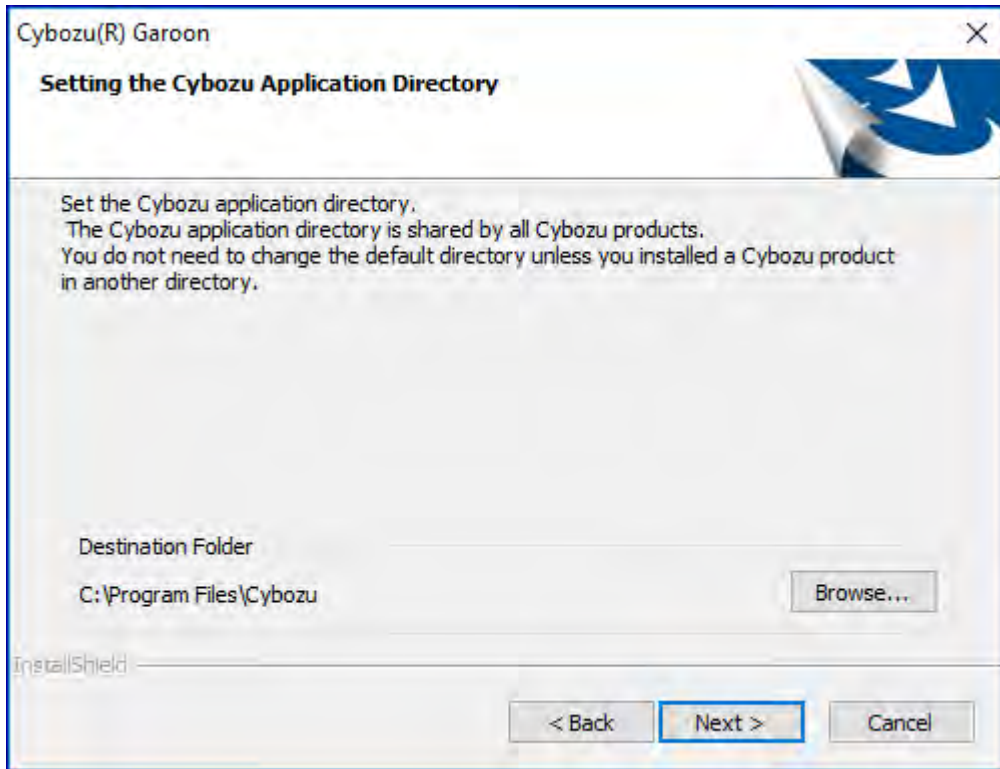 Cybozu(R) Garoon
Setting the Cybozu Application Directory
Set the Cybozu application directory.
The Cybozu application directory is shared by all Cybozu products.
You do not need to change the default directory unless you installed a Cybozu product
in another directory.
Destination Folder
C:\Program Files\Cybozu
Browse...
InstallShield
< Back
Next >
Cancel